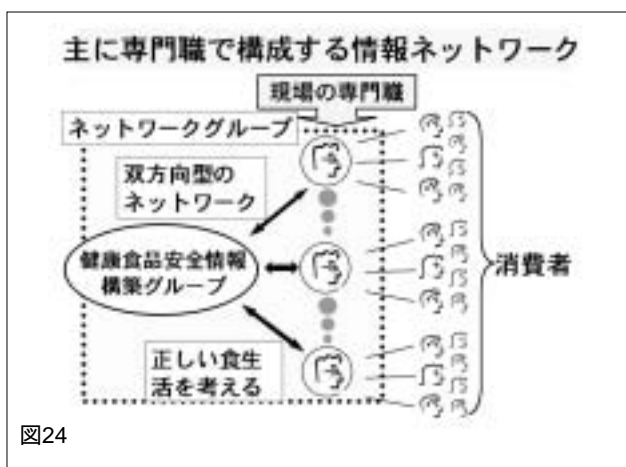 主に専門職で構成する情報ネットワーク
現場の専門職
ネットワークグループ
双方向型の
ネットワーク
健康食品安全情報
構築グループ
消費者
正しい食生
活を考える
図24